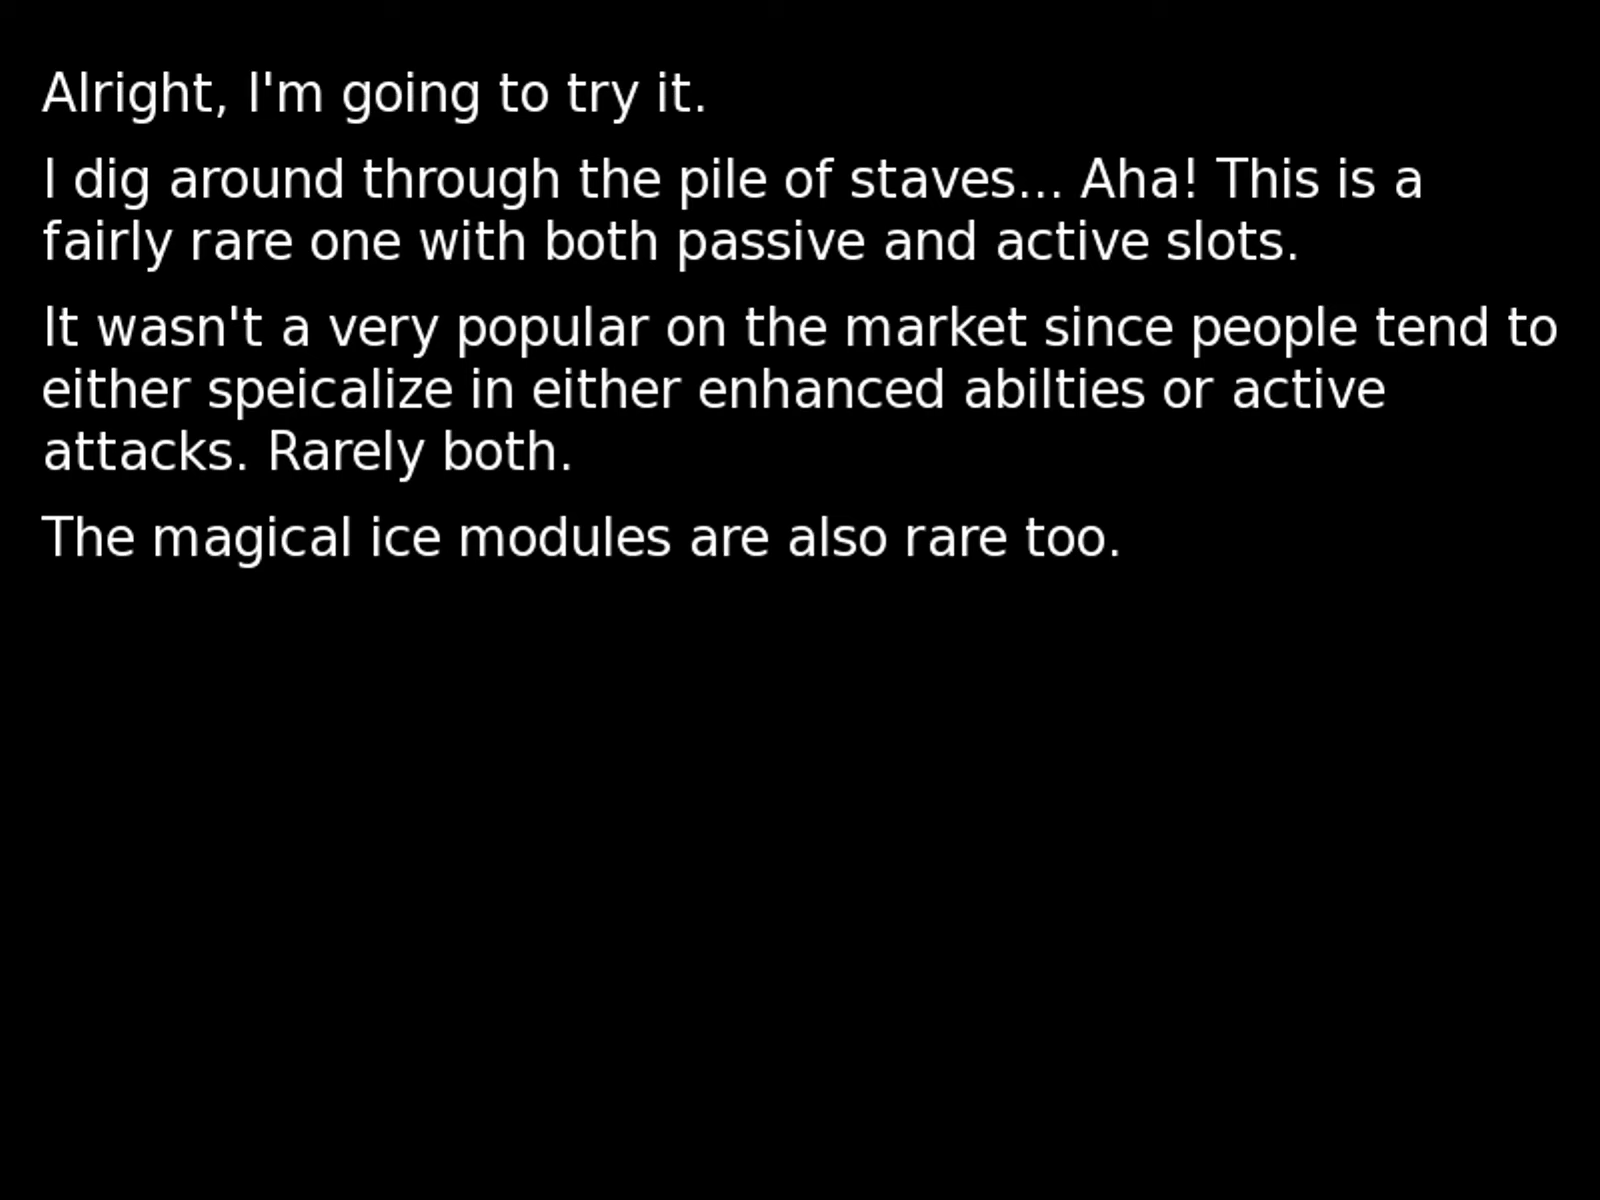 Alright, I'm going to try it.
I dig around through the pile of staves... Aha! This is a
fairly rare one with both passive and active slots.
It wasn't a very popular on the market since people tend to
either speicalize in either enhanced abilties or active
attacks. Rarely both.
The magical ice modules are also rare too.